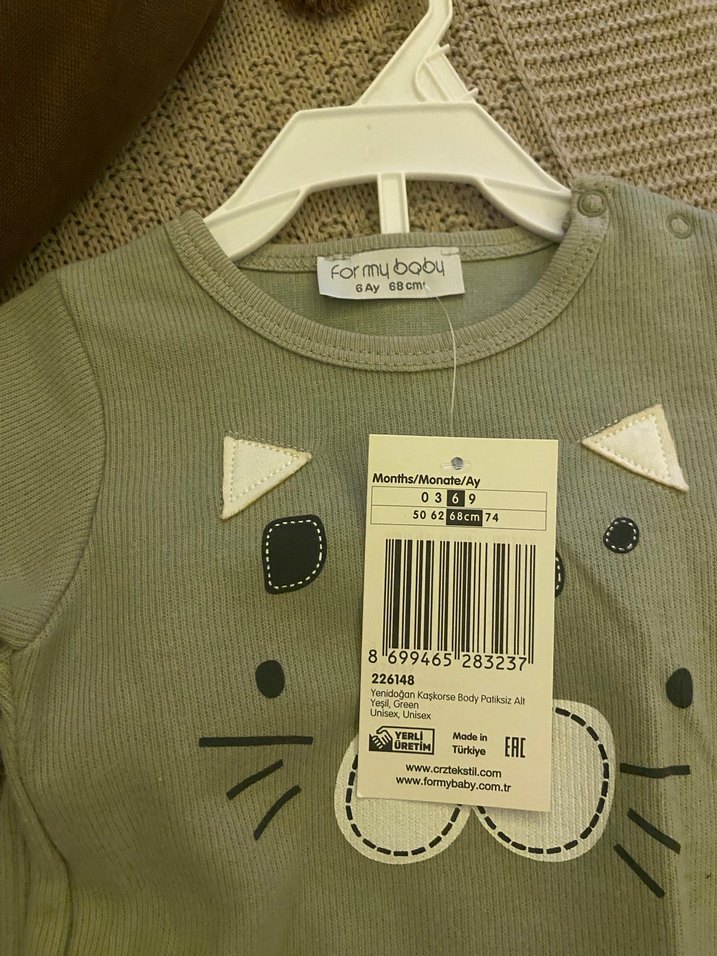 For my baby
6 Ay 68 cm
Months/Monate/Ay
0 3 6 9
50 62 68cm 74
8 699465 283237
226148
Yenidoğan Kaşkorse Body Patiksiz Alt
Yeşil, Green
Unisex, Unisex
YERLİ
ÜRETİM
Made in
Türkiye
EAC
www.crztekstil.com
www.formybaby.com.tr